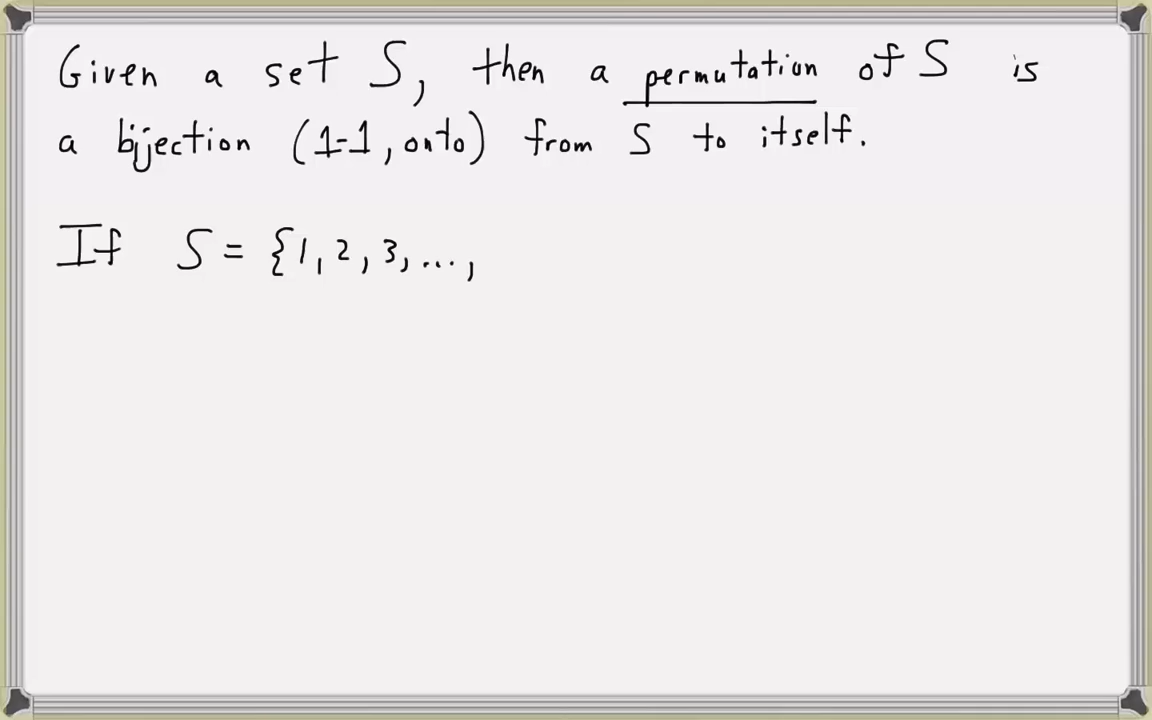 Given a set S, then a permutation of S is
a bijection (1-1, onto) from S to itself.
If S = {1, 2, 3, ...,